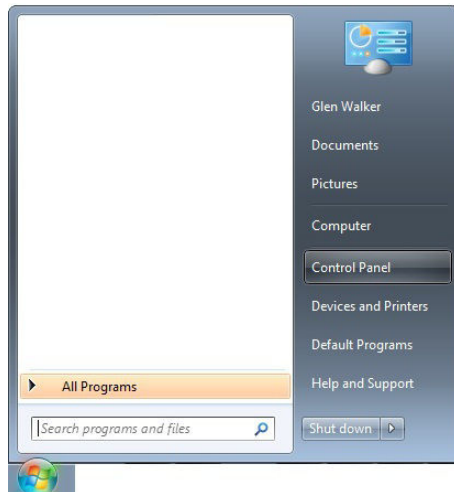 Glen Walker
Documents
Pictures
Computer
Control Panel
Devices and Printers
Default Programs
Help and Support
All Programs
Search programs and files
Shut down